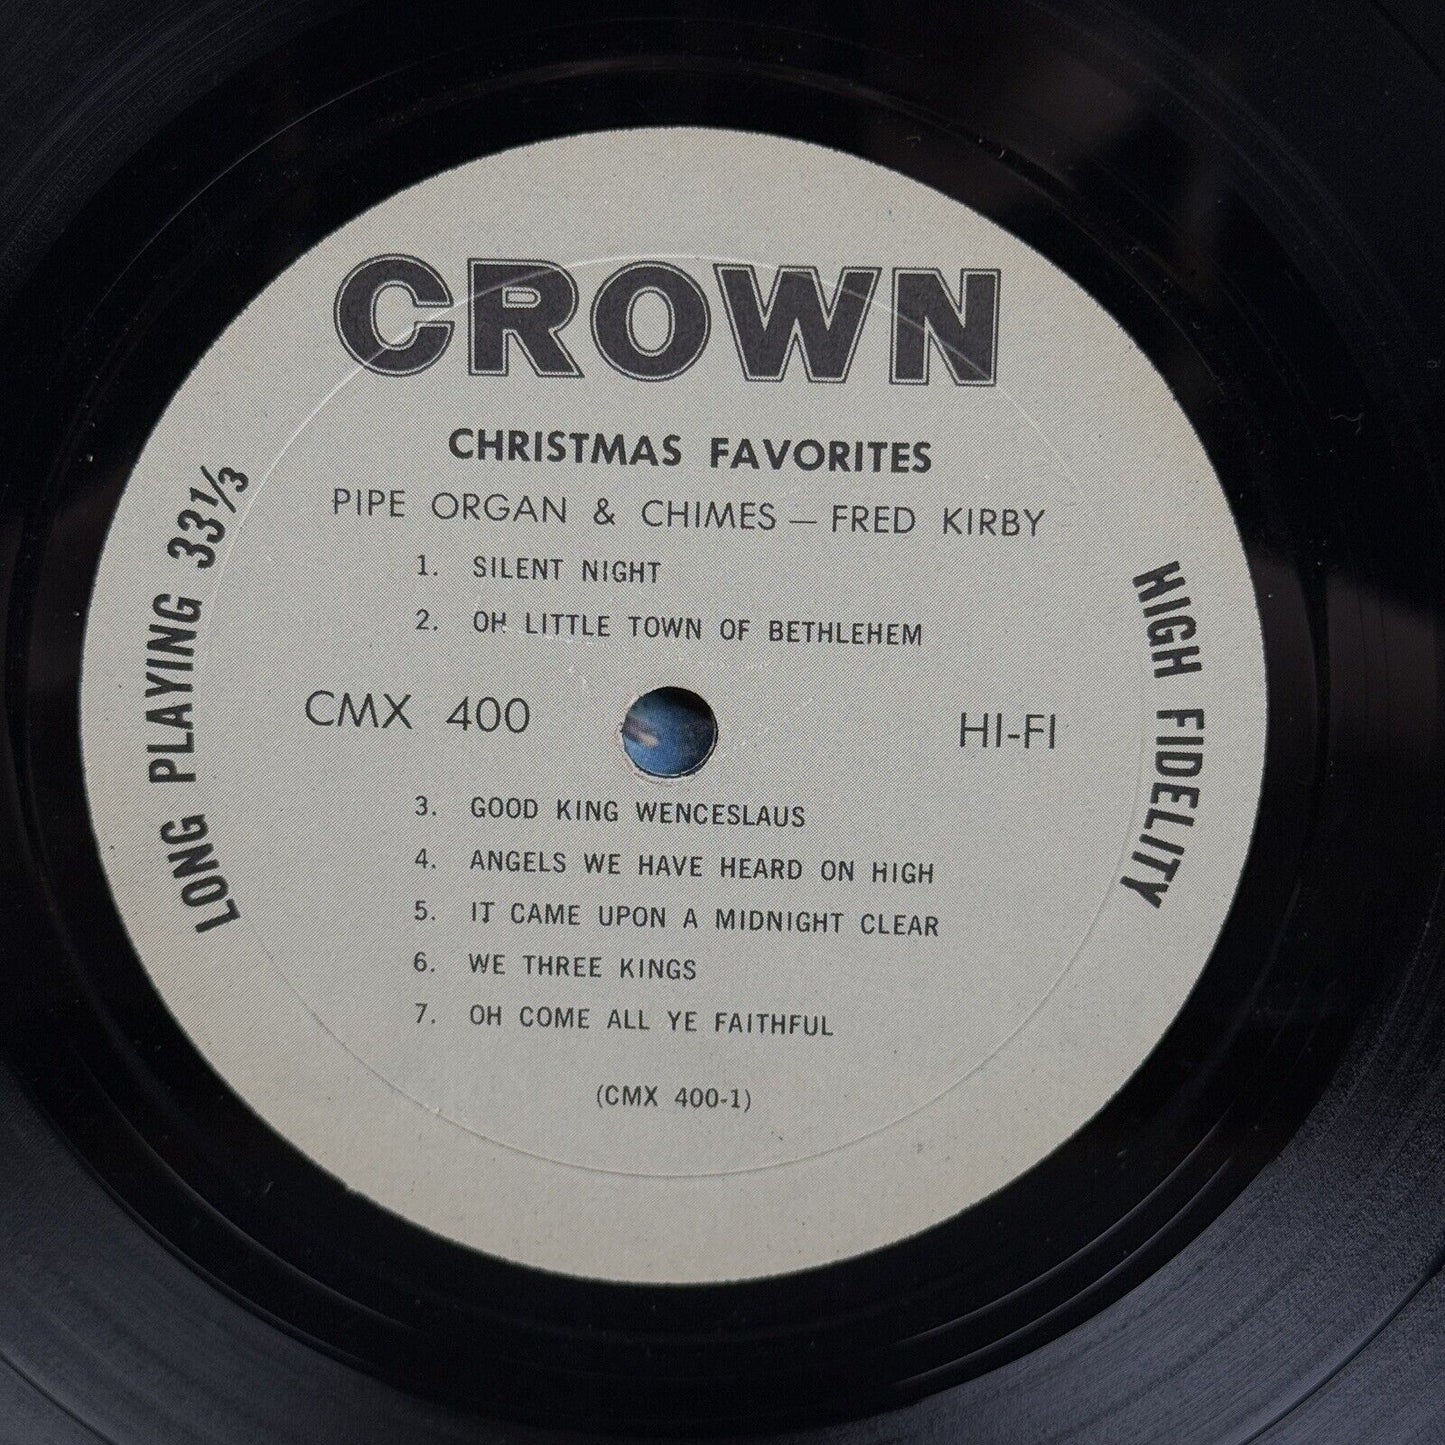 CROWN
CHRISTMAS FAVORITES
PIPE ORGAN & CHIMES — FRED KIRBY
1. SILENT NIGHT
2. OH LITTLE TOWN OF BETHLEHEM
LONG PLAYING 33⅓
CMX 400
HI-FI
HIGH FIDELITY
3. GOOD KING WENCESLAUS
4. ANGELS WE HAVE HEARD ON HIGH
5. IT CAME UPON A MIDNIGHT CLEAR
6. WE THREE KINGS
7. OH COME ALL YE FAITHFUL
(CMX 400-1)